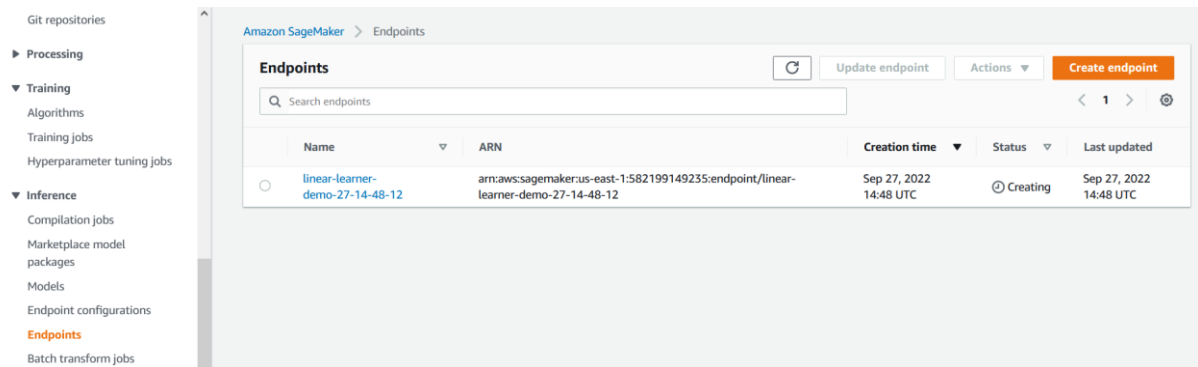 Git repositories
Processing
Training
Algorithms
Training jobs
Hyperparameter tuning jobs
Inference
Compilation jobs
Marketplace model
packages
Models
Endpoint configurations
Endpoints
Batch transform jobs
Amazon SageMaker > Endpoints
Endpoints
Update endpoint
Actions
Create endpoint
Search endpoints
< 1 >
Name ARN Creation time Status Last updated
linear-learner- arn:aws:sagemaker:us-east-1:582199149235:endpoint/linear- Sep 27, 2022 Creating Sep 27, 2022
demo-27-14-48-12 learner-demo-27-14-48-12 14:48 UTC 14:48 UTC